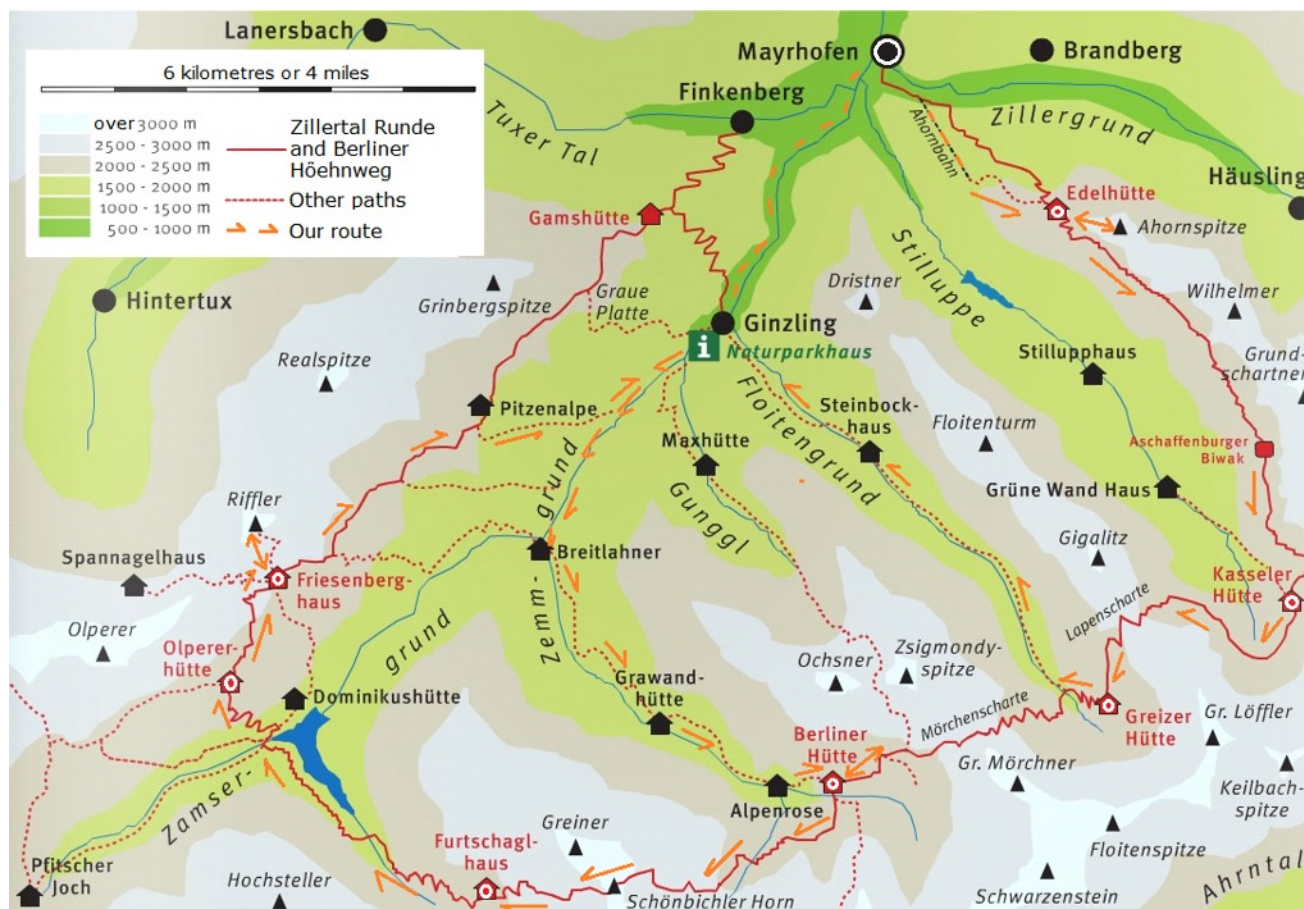 Lanersbach
Mayrhofen
Brandberg
6 kilometres or 4 miles
Finkenberg
over 3000 m
2500 - 3000 m
2000 - 2500 m
1500 - 2000 m
1000 - 1500 m
500 - 1000 m
Zillertal Runde
and Berliner
Höehnweg
Other paths
Our route
Tuxer Tal
Ahornbahn
Zillergrund
Häusling
Edelhütte
Gamshütte
Ahornspitze
Stilluppe
Hintertux
Grinbergspitze
Graue
Platte
Dristner
Wilhelmer
Ginzling
i
Naturparkhaus
Realspitze
Stillupphaus
Grund-
schartner
Pitzenalpe
Floitengrund
Steinbock-
haus
Maxhütte
Floitenturm
Aschaffenburger
Biwak
Gunggl
Grüne Wand Haus
Riffler
grund
Spannagelhaus
Breitlahner
Gigalitz
Friesenberg-
haus
Kasseler
Hütte
Zemm-
Lapenscharte
Olperer
grund
Olperer-
hütte
Ochsner
Zsigmondy-
spitze
Dominikushütte
Grawand-
hütte
Mörchenscharte
Greizer
Hütte
Gr. Löffler
Berliner
Hütte
Zamser-
Gr. Mörchner
Keilbach-
spitze
Alpenrose
Greiner
Furtschagl-
haus
Floitenspitze
Pfitscher
Joch
Hochsteller
Schönbichler Horn
Schwarzenstein
Ahrntal